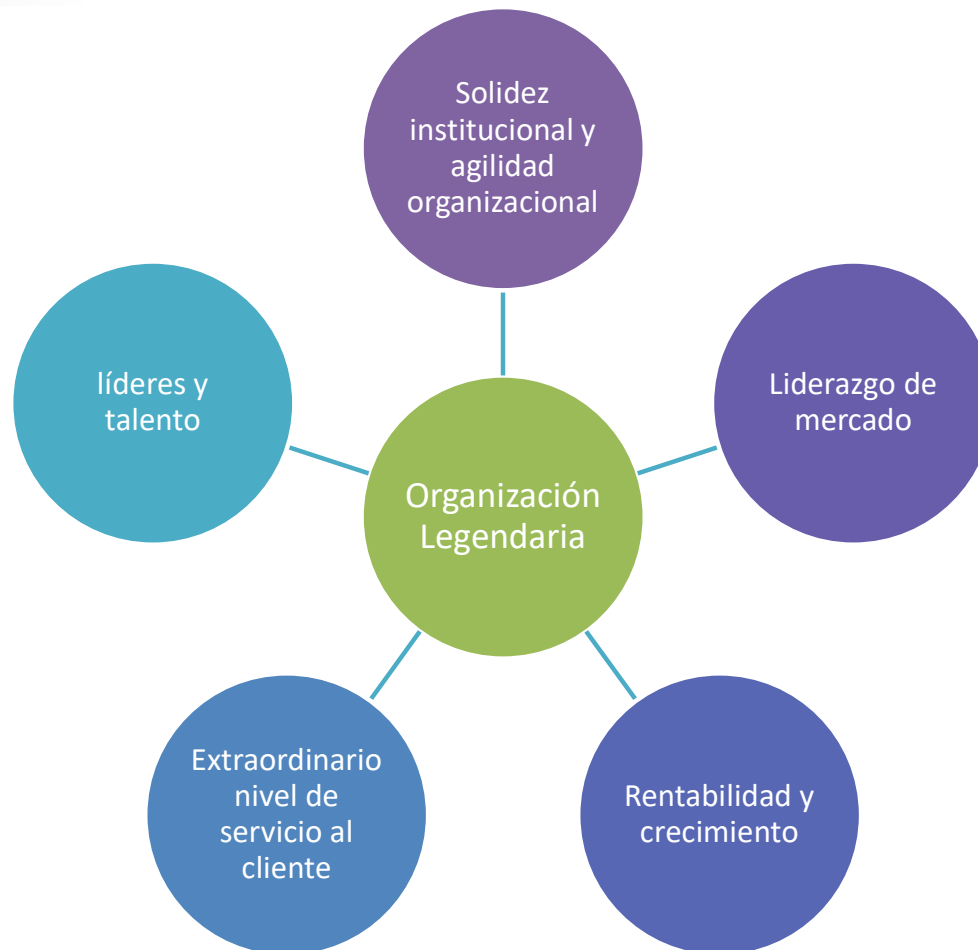 Solidez
institucional y
agilidad
organizacional
líderes y
talento
Liderazgo de
mercado
Organización
Legendaria
Extraordinario
nivel de
servicio al
cliente
Rentabilidad y
crecimiento